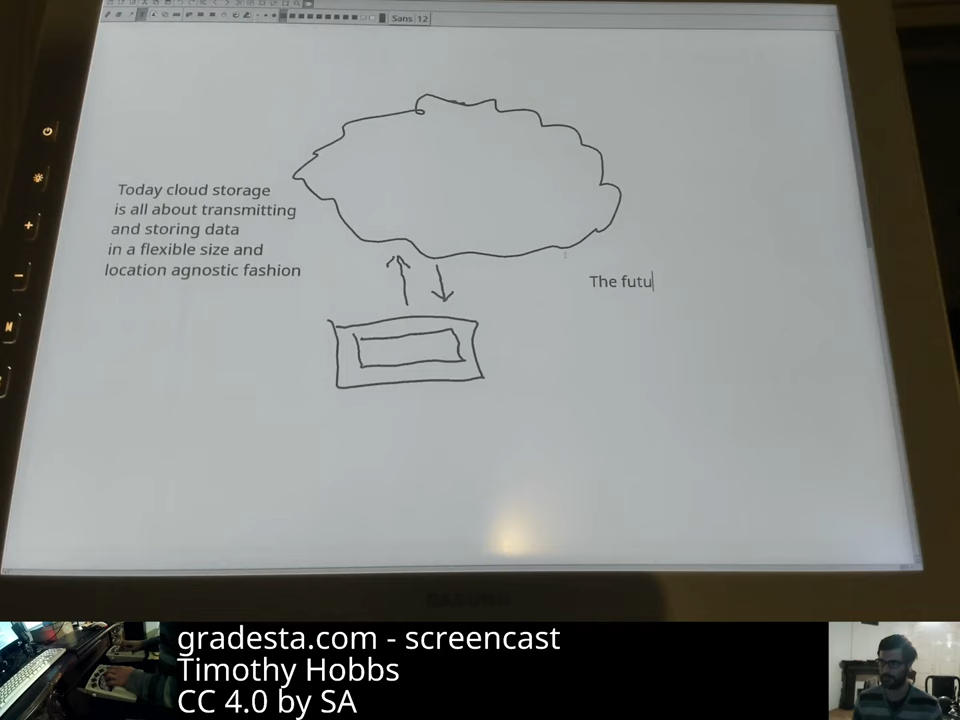 Sans 12
Today cloud storage
is all about transmitting
and storing data
in a flexible size and
location agnostic fashion
The futu
gradesta.com - screencast
Timothy Hobbs
CC 4.0 by SA